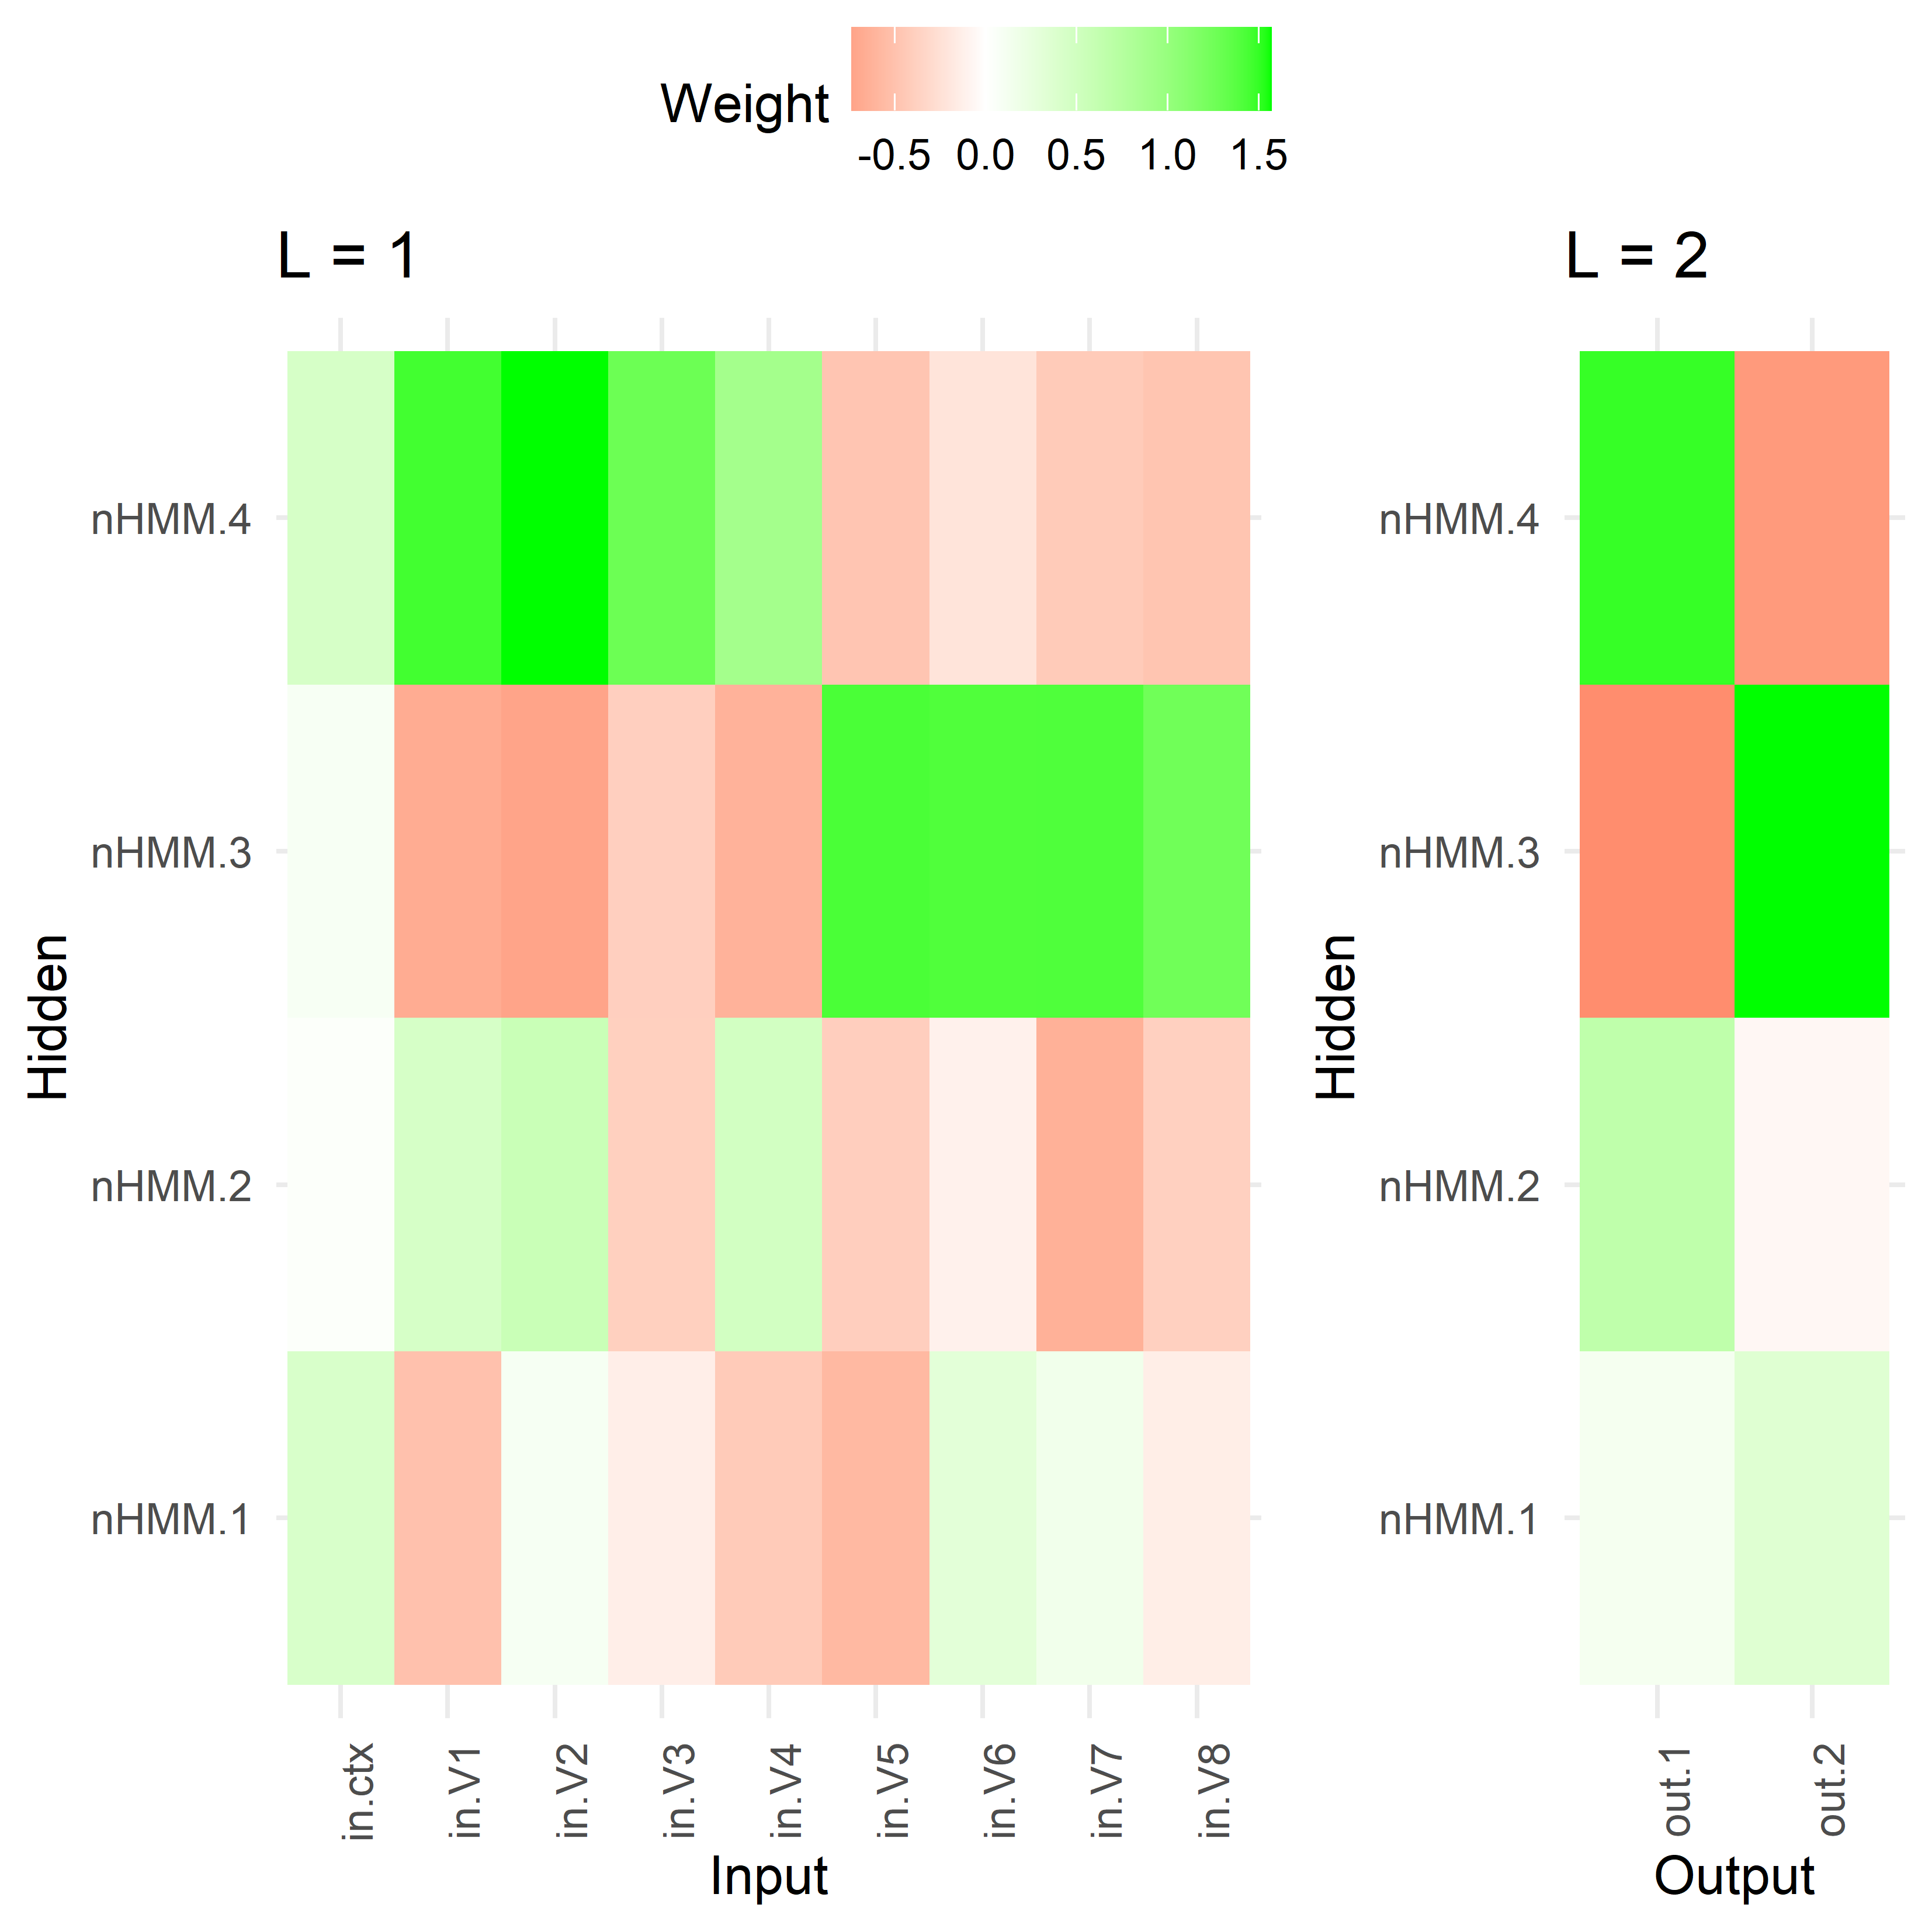 Weight
-0.5 0.0 0.5 1.0 1.5
L = 1
L = 2
Hidden
nHMM.4
nHMM.3
nHMM.2
nHMM.1
in.ctx in.V1 in.V2 in.V3 in.V4 in.V5 in.V6 in.V7 in.V8
Input
Hidden
nHMM.4
nHMM.3
nHMM.2
nHMM.1
out.1 out.2
Output